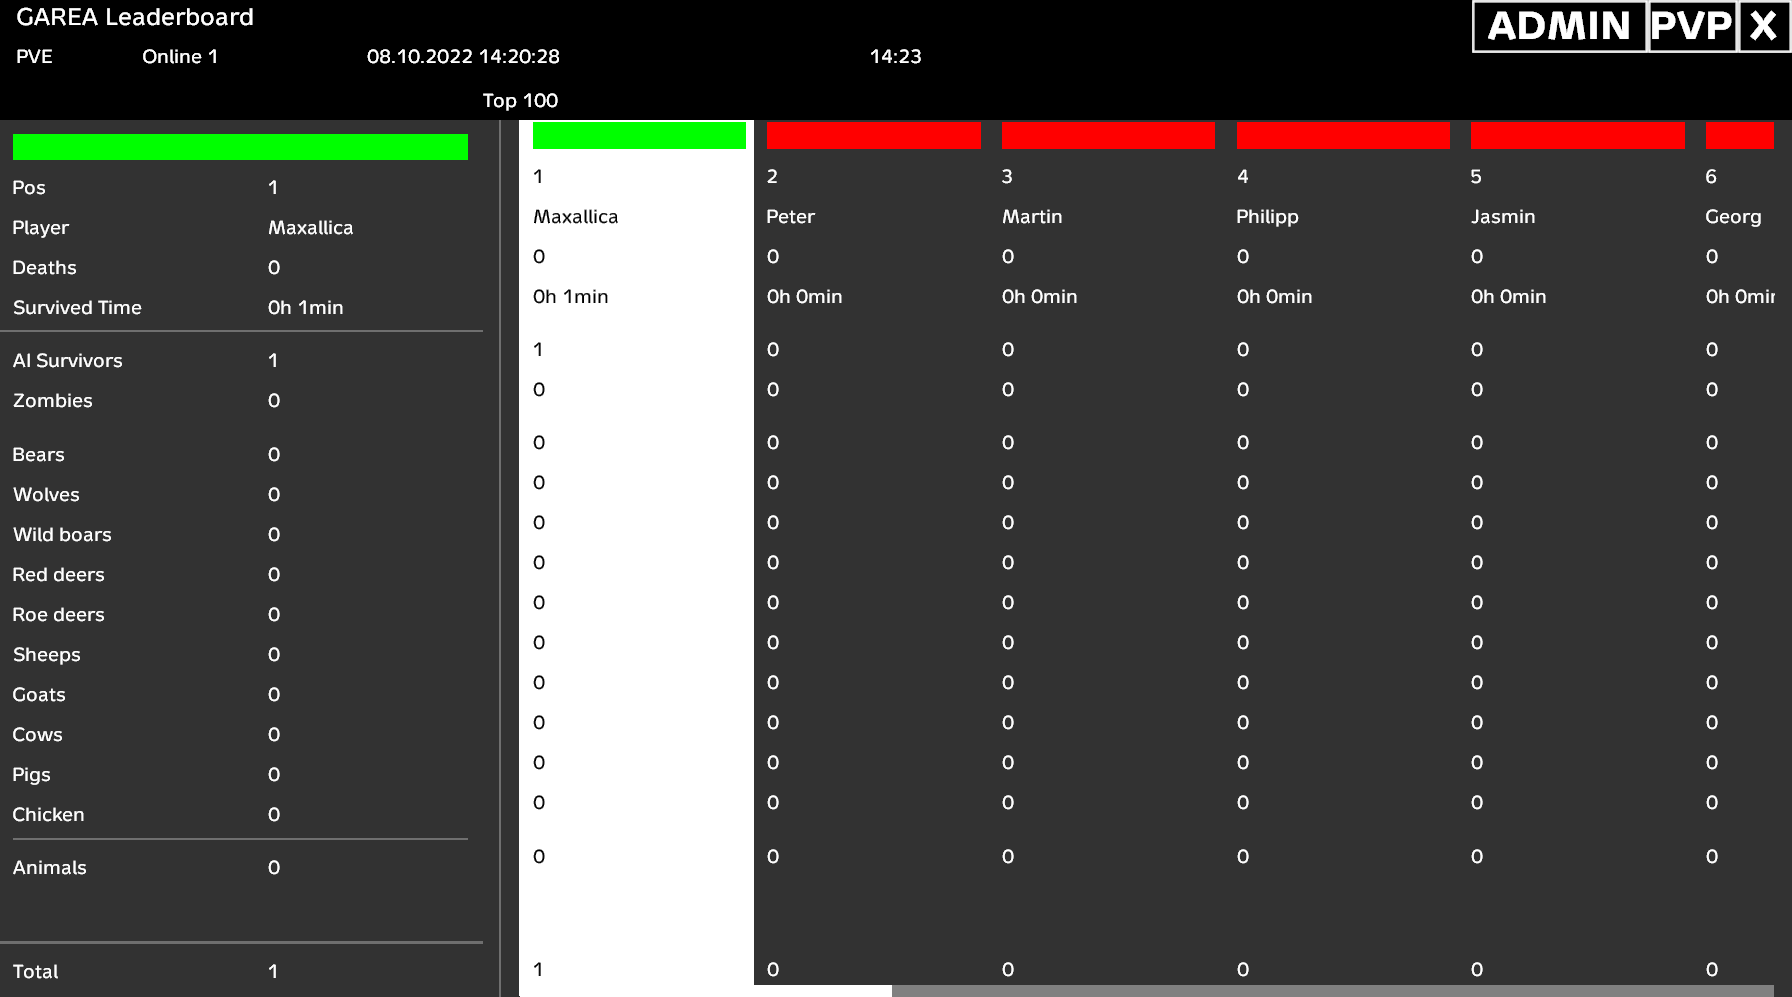 GAREA Leaderboard
ADMIN PVP X
PVE Online 1 08.10.2022 14:20:28 14:23
Top 100
Pos 1 1 2 3 4 5 6
Player Maxallica Maxallica Peter Martin Philipp Jasmin Georg
Deaths 0 0 0 0 0 0 0
Survived Time 0h 1min 0h 1min 0h 0min 0h 0min 0h 0min 0h 0min 0h 0min
AI Survivors 1 1 0 0 0 0 0
Zombies 0 0 0 0 0 0 0
Bears 0 0 0 0 0 0 0
Wolves 0 0 0 0 0 0 0
Wild boars 0 0 0 0 0 0 0
Red deers 0 0 0 0 0 0 0
Roe deers 0 0 0 0 0 0 0
Sheeps 0 0 0 0 0 0 0
Goats 0 0 0 0 0 0 0
Cows 0 0 0 0 0 0 0
Pigs 0 0 0 0 0 0 0
Chicken 0 0 0 0 0 0 0
Animals 0 0 0 0 0 0 0
Total 1 1 0 0 0 0 0